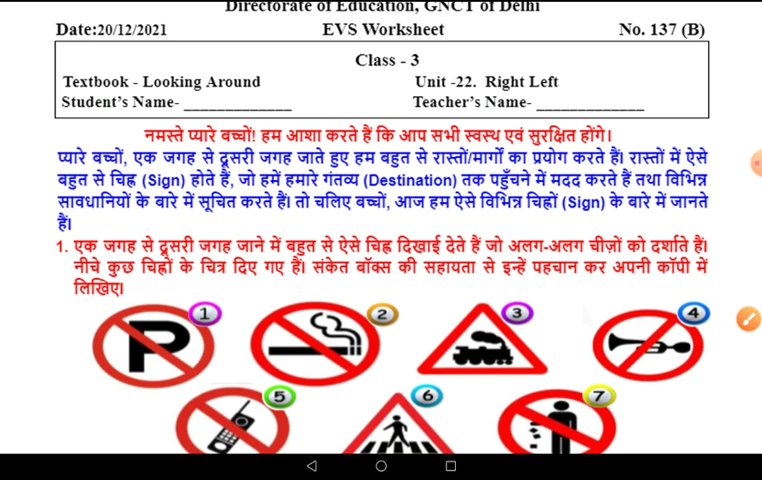 Directorate of Education, GNCT of Delhi
Date:20/12/2021 EVS Worksheet No. 137 (B)
Class - 3
Textbook - Looking Around Unit -22. Right Left
Student's Name- _____________ Teacher's Name- _____________
नमस्ते प्यारे बच्चों! हम आशा करते हैं कि आप सभी स्वस्थ एवं सुरक्षित होंगे।
प्यारे बच्चों, एक जगह से दूसरी जगह जाते हुए हम बहुत से रास्तों/मार्गों का प्रयोग करते हैं। रास्तों में ऐसे
बहुत से चिह्न (Sign) होते हैं, जो हमें हमारे गंतव्य (Destination) तक पहुँचने में मदद करते हैं तथा विभिन्न
सावधानियों के बारे में सूचित करते हैं। तो चलिए बच्चों, आज हम ऐसे विभिन्न चिह्नों (Sign) के बारे में जानते
हैं।
1. एक जगह से दूसरी जगह जाने में बहुत से ऐसे चिह्न दिखाई देते हैं जो अलग-अलग चीज़ों को दर्शाते हैं।
नीचे कुछ चिह्नों के चित्र दिए गए हैं। संकेत बॉक्स की सहायता से इन्हें पहचान कर अपनी कॉपी में
लिखिए।
1 2 3 4
P
5 6 7